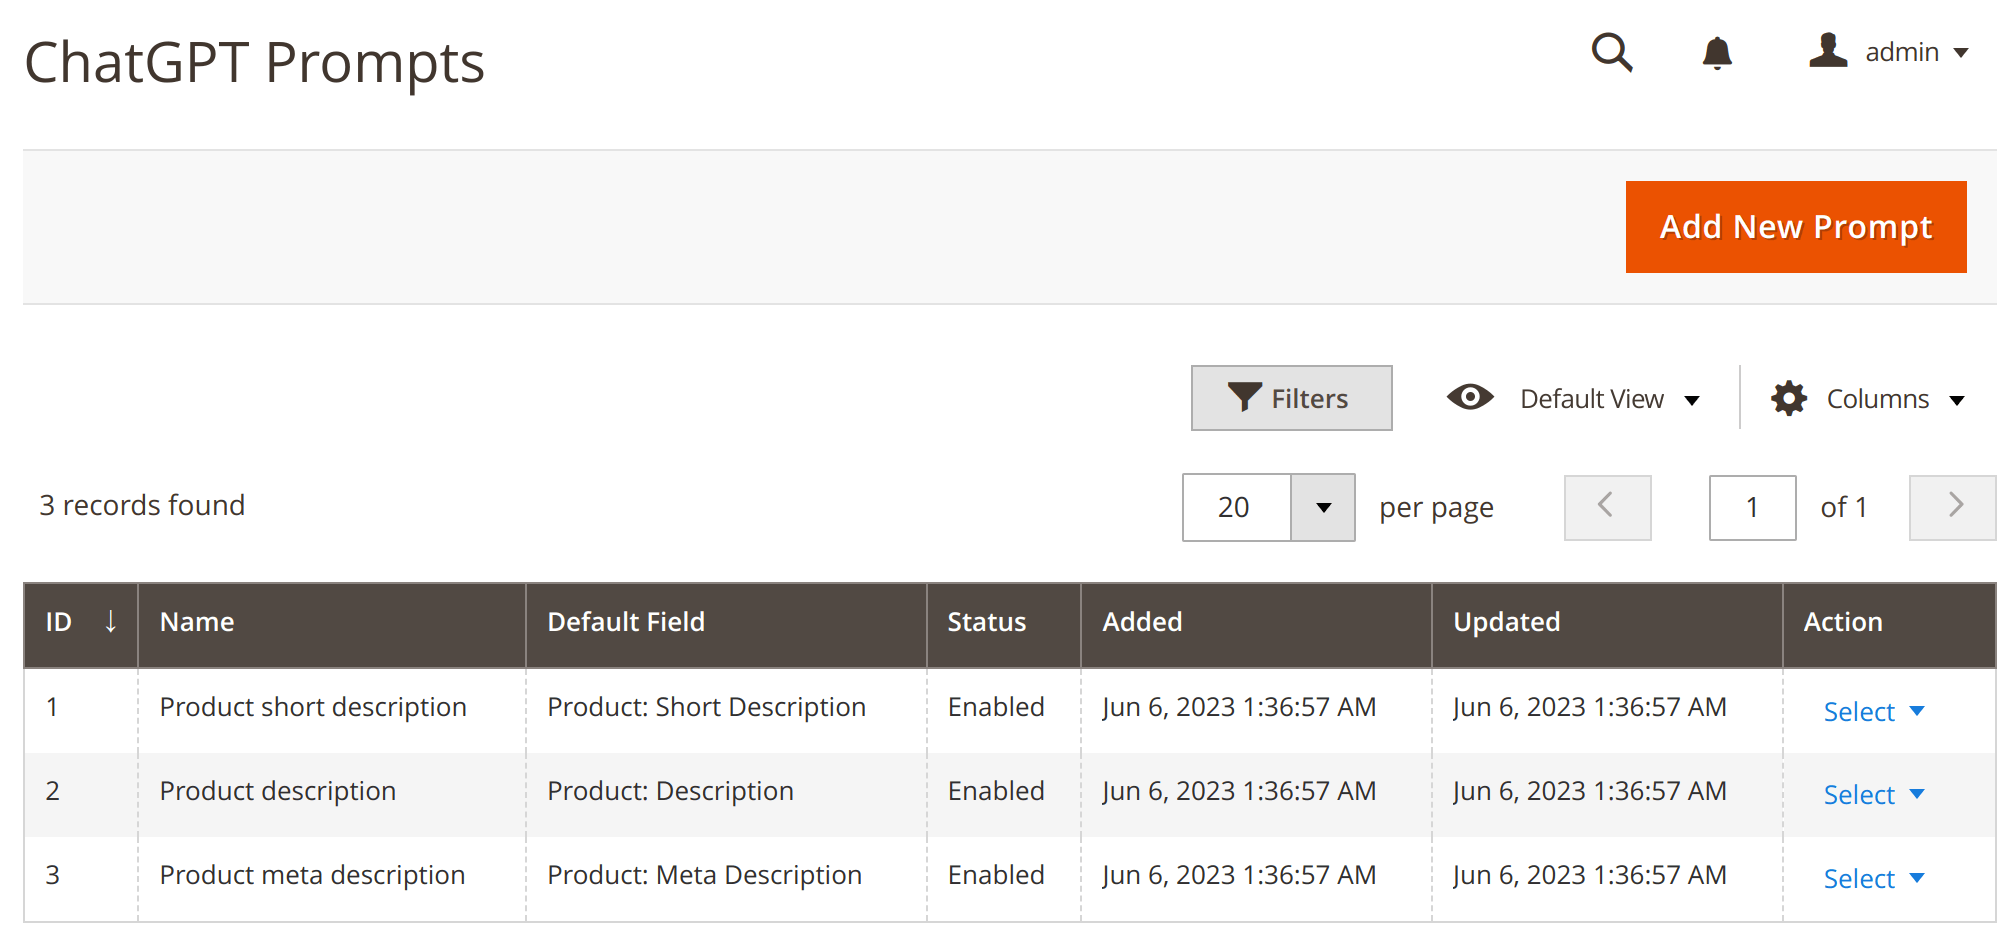 ChatGPT Prompts
admin
Add New Prompt
Filters Default View Columns
3 records found 20 per page 1 of 1
ID Name Default Field Status Added Updated Action
1 Product short description Product: Short Description Enabled Jun 6, 2023 1:36:57 AM Jun 6, 2023 1:36:57 AM Select
2 Product description Product: Description Enabled Jun 6, 2023 1:36:57 AM Jun 6, 2023 1:36:57 AM Select
3 Product meta description Product: Meta Description Enabled Jun 6, 2023 1:36:57 AM Jun 6, 2023 1:36:57 AM Select